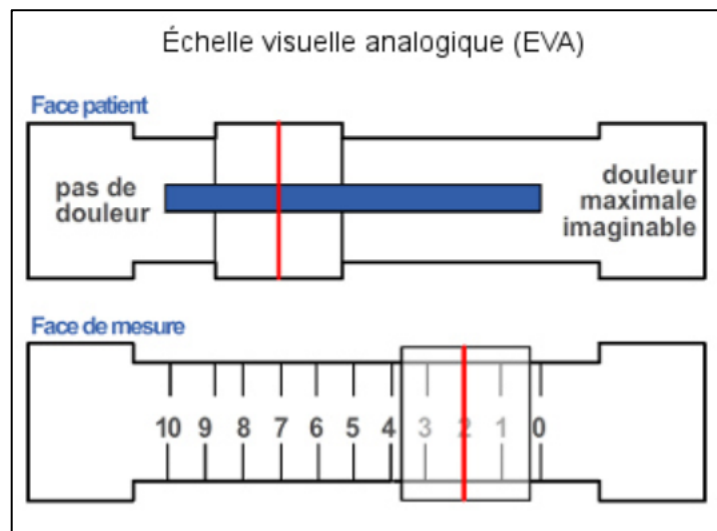 Échelle visuelle analogique (EVA)
Face patient
pas de
douleur
douleur
maximale
imaginable
Face de mesure
10 9 8 7 6 5 4 3 2 1 0